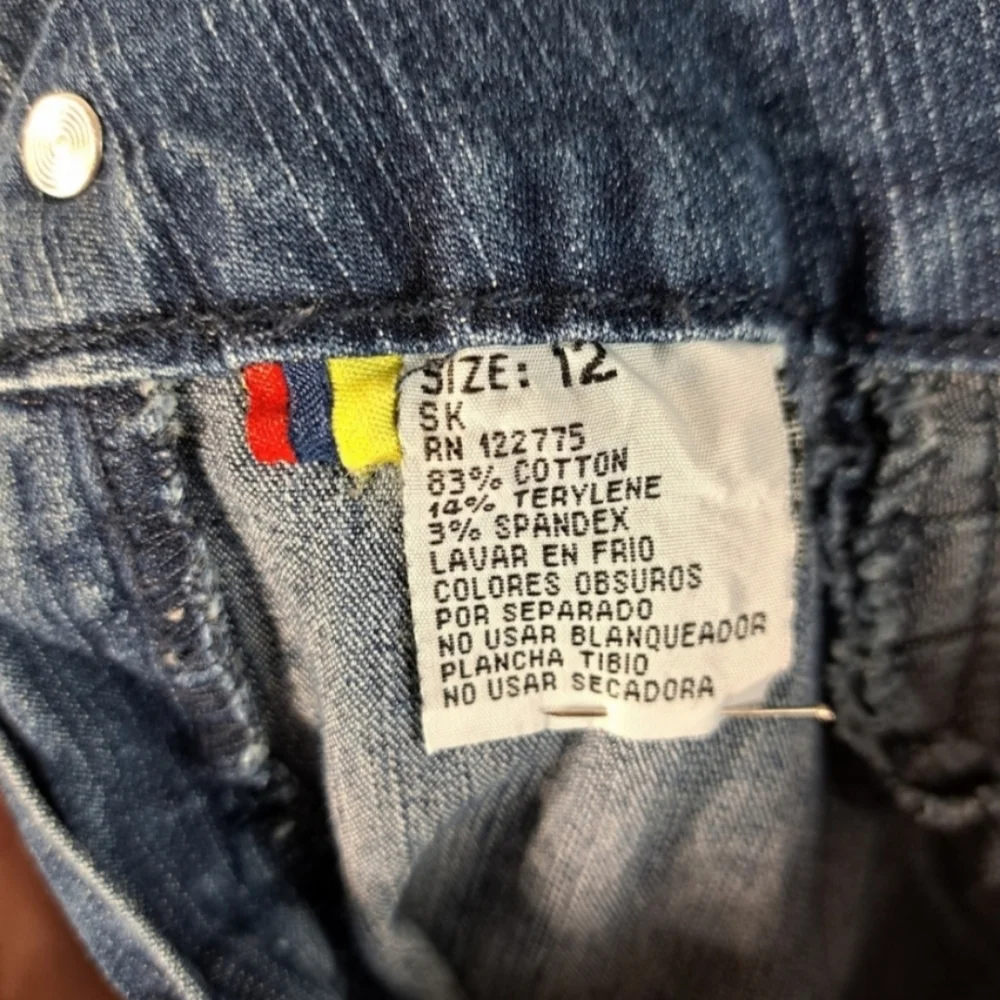 SIZE: 12
SK
RN 122775
83% COTTON
14% TERYLENE
3% SPANDEX
LAVAR EN FRIO
COLORES OBSUROS
POR SEPARADO
NO USAR BLANQUEADOR
PLANCHA TIBIO
NO USAR SECADORA